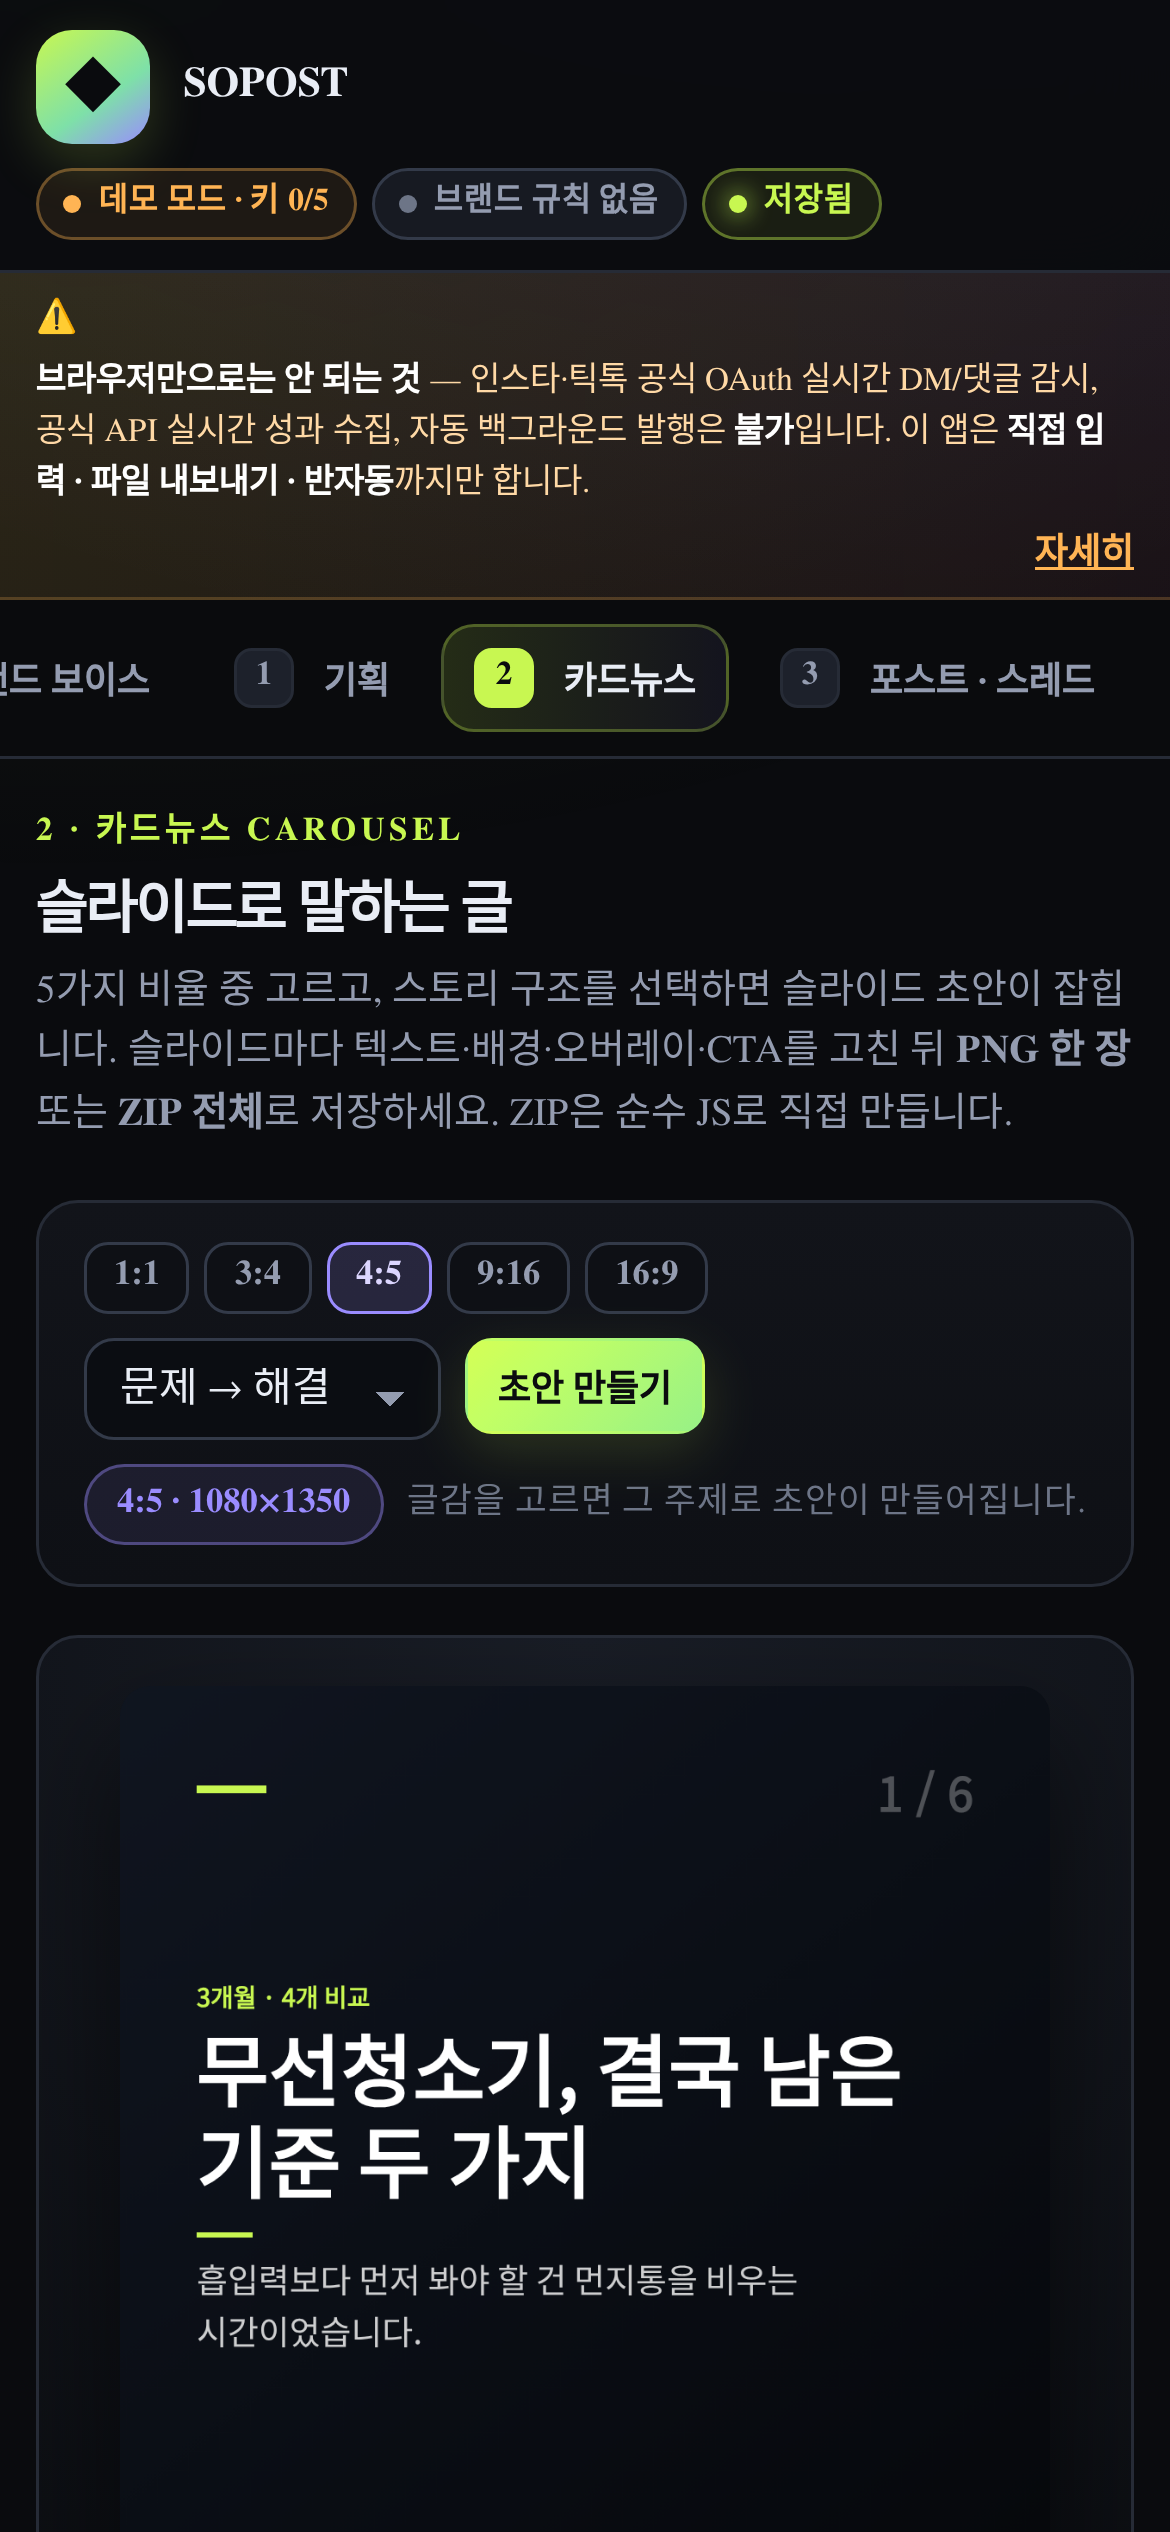 SOPOST
데모 모드 · 키 0/5
브랜드 규칙 없음
저장됨
브라우저만으로는 안 되는 것 — 인스타·틱톡 공식 OAuth 실시간 DM/댓글 감시,
공식 API 실시간 성과 수집, 자동 백그라운드 발행은 불가입니다. 이 앱은 직접 입
력 · 파일 내보내기 · 반자동까지만 합니다.
자세히
드 보이스
1 기획
2 카드뉴스
3 포스트 · 스레드
2 · 카드뉴스 CAROUSEL
슬라이드로 말하는 글
5가지 비율 중 고르고, 스토리 구조를 선택하면 슬라이드 초안이 잡힙
니다. 슬라이드마다 텍스트·배경·오버레이·CTA를 고친 뒤 PNG 한 장
또는 ZIP 전체로 저장하세요. ZIP은 순수 JS로 직접 만듭니다.
1:1
3:4
4:5
9:16
16:9
문제 → 해결
초안 만들기
4:5 · 1080×1350
글감을 고르면 그 주제로 초안이 만들어집니다.
1 / 6
3개월 · 4개 비교
무선청소기, 결국 남은
기준 두 가지
흡입력보다 먼저 봐야 할 건 먼지통을 비우는
시간이었습니다.